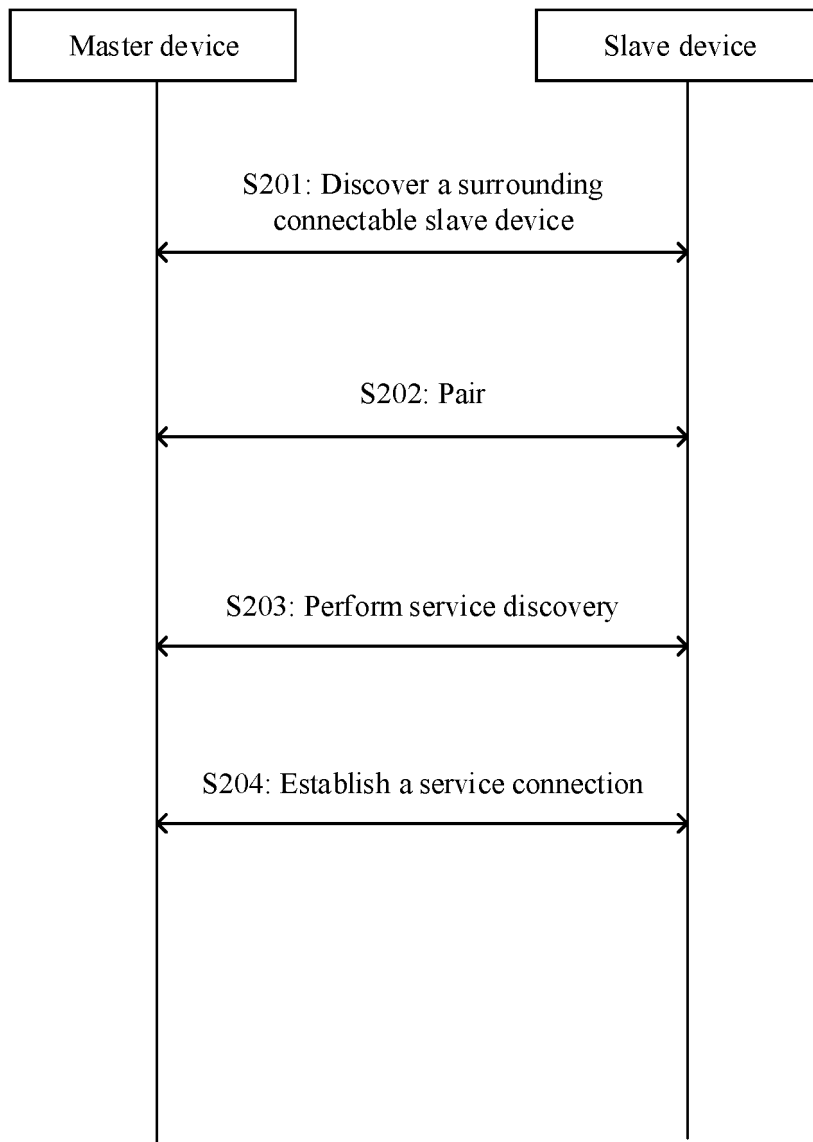 Master device
Slave device
S201: Discover a surrounding
connectable slave device
S202: Pair
S203: Perform service discovery
S204: Establish a service connection